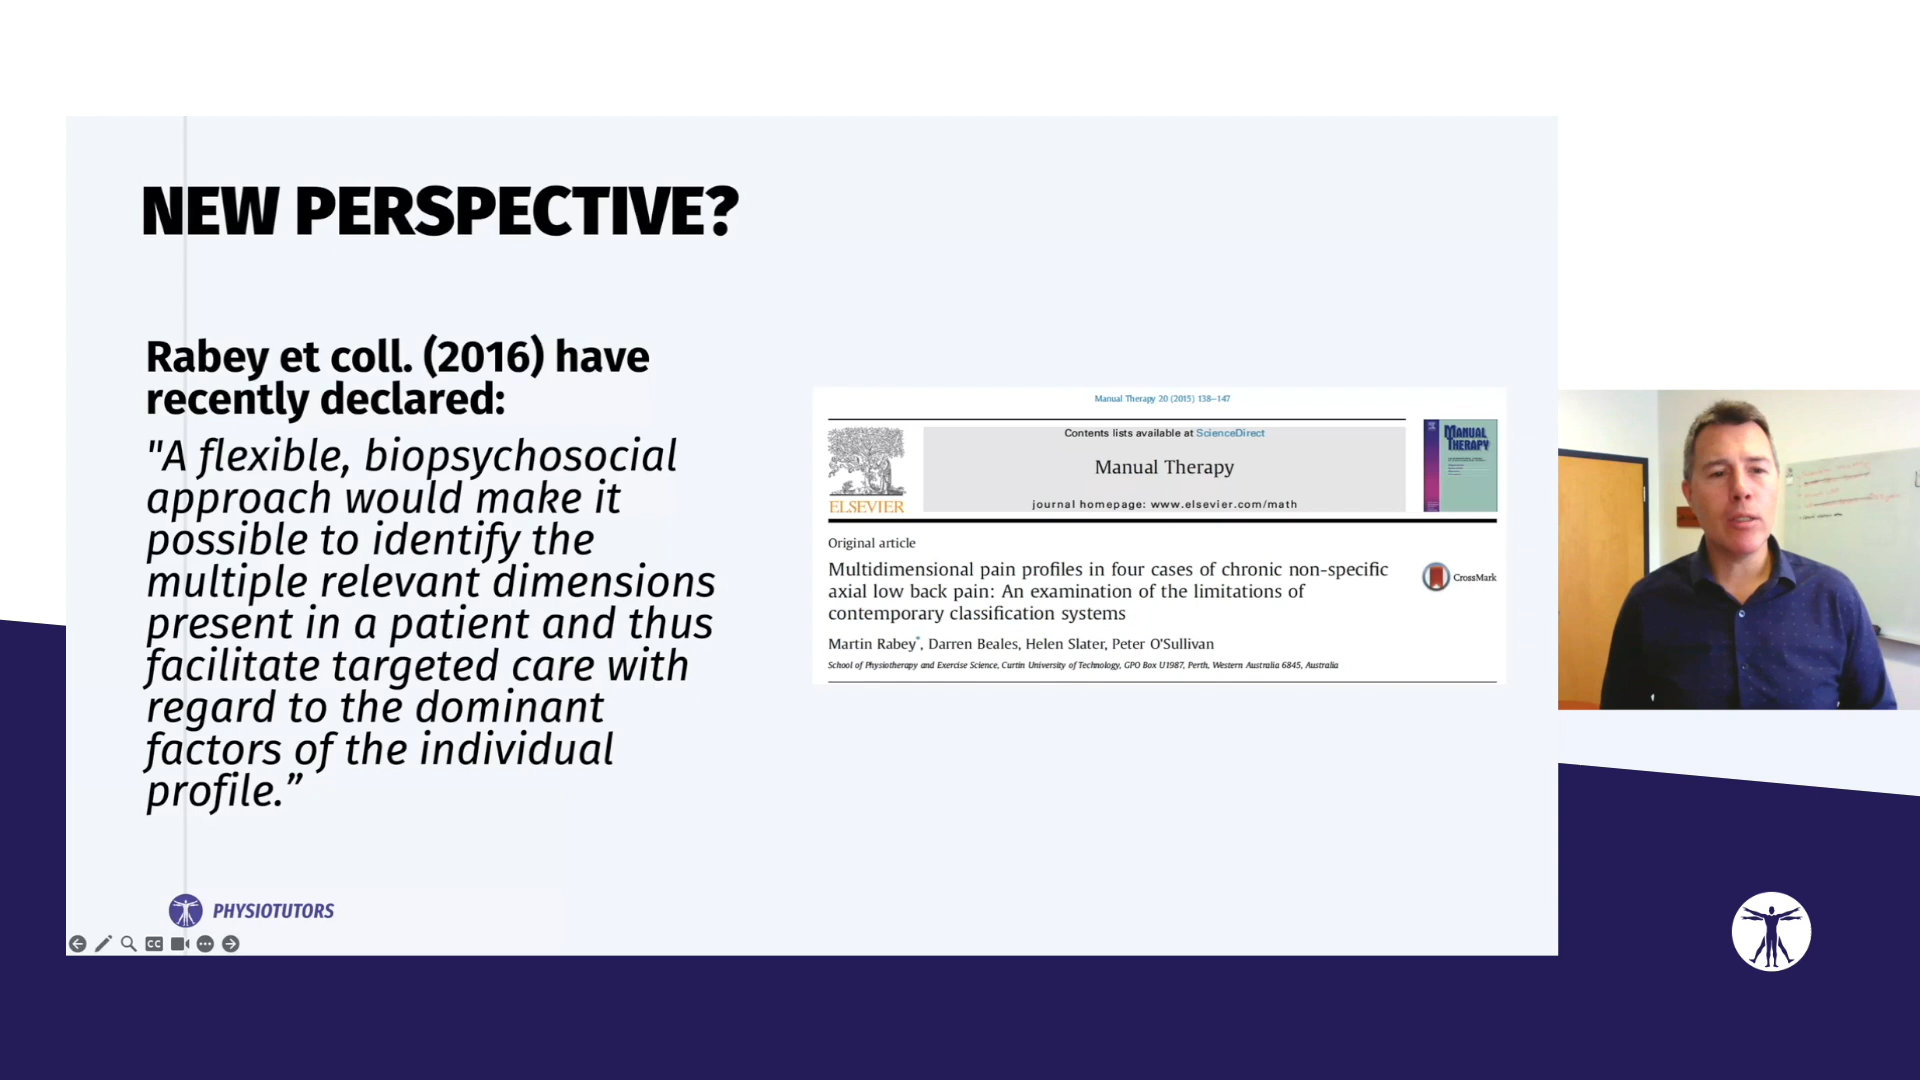 NEW PERSPECTIVE?
Rabey et coll. (2016) have
recently declared:
"A flexible, biopsychosocial
approach would make it
possible to identify the
multiple relevant dimensions
present in a patient and thus
facilitate targeted care with
regard to the dominant
factors of the individual
profile.”
Manual Therapy 20 (2015) 138–147
Contents lists available at ScienceDirect
Manual Therapy
journal homepage: www.elsevier.com/math
ELSEVIER
MANUAL
THERAPY
Original article
Multidimensional pain profiles in four cases of chronic non-specific
axial low back pain: An examination of the limitations of
contemporary classification systems
CrossMark
Martin Rabey*, Darren Beales, Helen Slater, Peter O'Sullivan
School of Physiotherapy and Exercise Science, Curtin University of Technology, GPO Box U1987, Perth, Western Australia 6845, Australia
PHYSIOTUTORS
CC